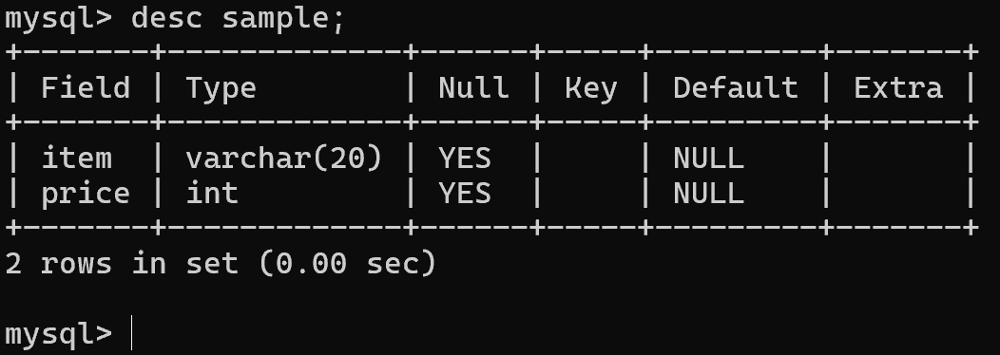 mysql> desc sample;
+-------+-------------+------+-----+---------+-------+
| Field | Type        | Null | Key | Default | Extra |
+-------+-------------+------+-----+---------+-------+
| item  | varchar(20) | YES  |     | NULL    |       |
| price | int         | YES  |     | NULL    |       |
+-------+-------------+------+-----+---------+-------+
2 rows in set (0.00 sec)
mysql>